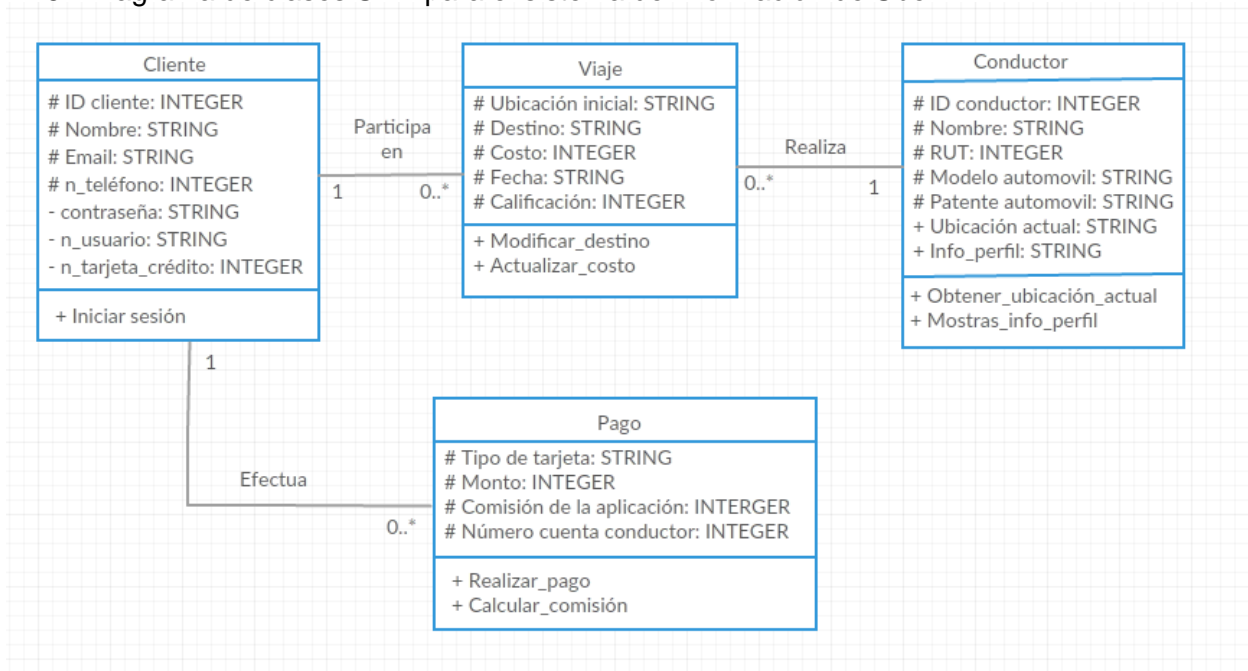 Cliente
# ID cliente: INTEGER
# Nombre: STRING
# Email: STRING
# n_teléfono: INTEGER
- contraseña: STRING
- n_usuario: STRING
- n_tarjeta_crédito: INTEGER
+ Iniciar sesión
Participa
en
1
0..*
Viaje
# Ubicación inicial: STRING
# Destino: STRING
# Costo: INTEGER
# Fecha: STRING
# Calificación: INTEGER
+ Modificar_destino
+ Actualizar_costo
Realiza
0..*
1
Conductor
# ID conductor: INTEGER
# Nombre: STRING
# RUT: INTEGER
# Modelo automovil: STRING
# Patente automovil: STRING
+ Ubicación actual: STRING
+ Info_perfil: STRING
+ Obtener_ubicación_actual
+ Mostras_info_perfil
1
Efectua
0..*
Pago
# Tipo de tarjeta: STRING
# Monto: INTEGER
# Comisión de la aplicación: INTERGER
# Número cuenta conductor: INTEGER
+ Realizar_pago
+ Calcular_comisión